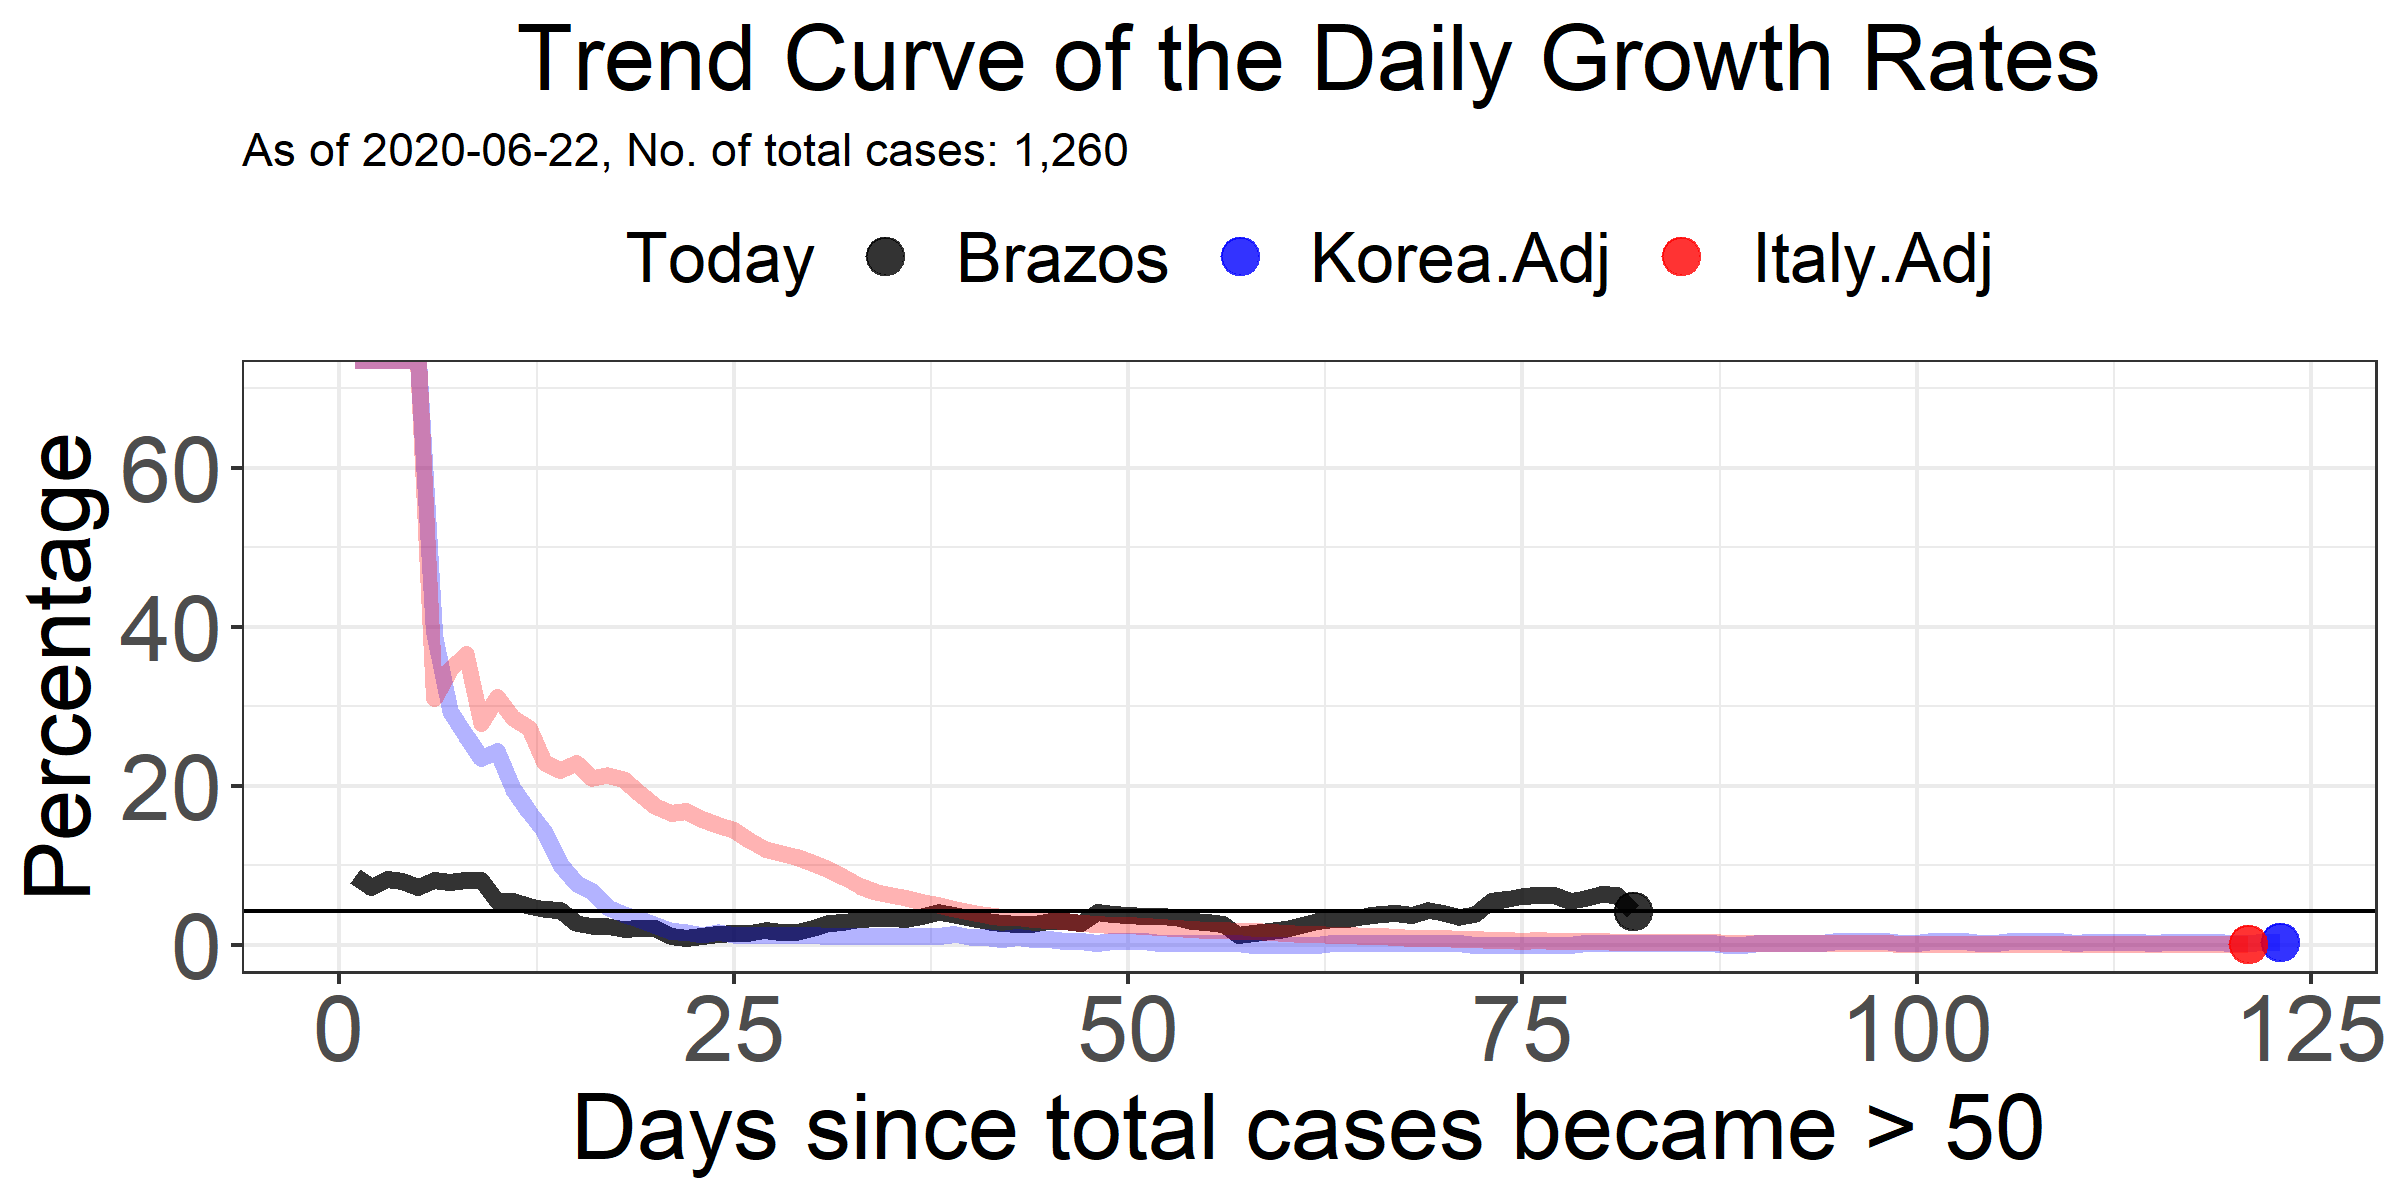 Trend Curve of the Daily Growth Rates
As of 2020-06-22, No. of total cases: 1,260
Today Brazos Korea.Adj Italy.Adj
Percentage
60
40
20
0
0 25 50 75 100 125
Days since total cases became > 50